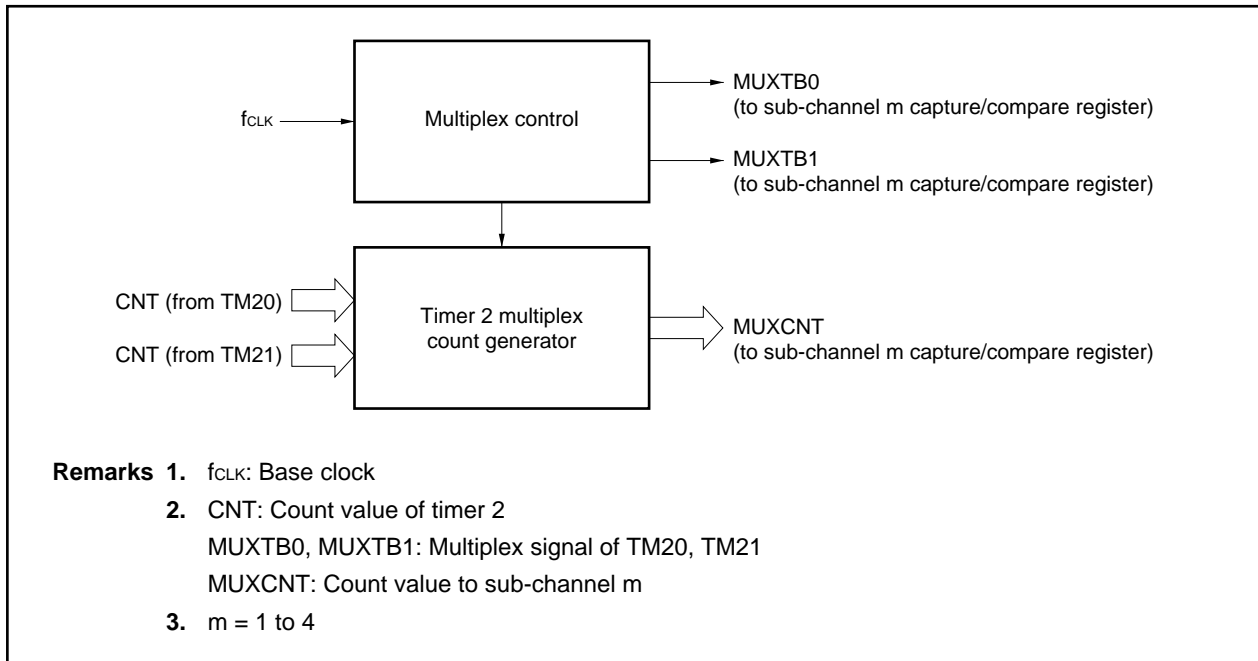 fCLK
Multiplex control
MUXTB0
(to sub-channel m capture/compare register)
MUXTB1
(to sub-channel m capture/compare register)
CNT (from TM20)
CNT (from TM21)
Timer 2 multiplex
count generator
MUXCNT
(to sub-channel m capture/compare register)
Remarks 1. fCLK: Base clock
2. CNT: Count value of timer 2
MUXTB0, MUXTB1: Multiplex signal of TM20, TM21
MUXCNT: Count value to sub-channel m
3. m = 1 to 4